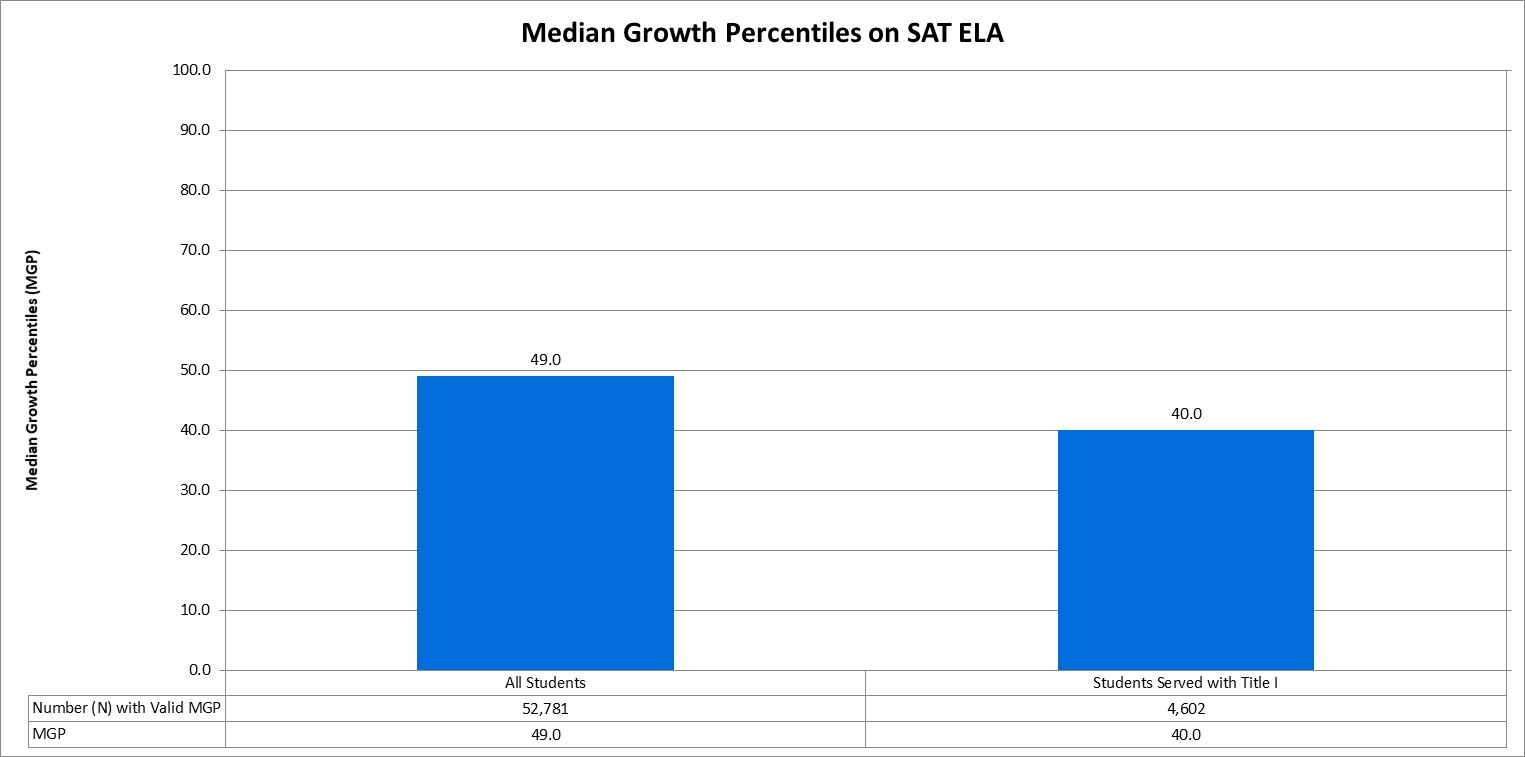 Median Growth Percentiles on SAT ELA
Median Growth Percentiles (MGP)
100.0
90.0
80.0
70.0
60.0
50.0
40.0
30.0
20.0
10.0
0.0
49.0
40.0
All Students Students Served with Title I
Number (N) with Valid MGP 52,781 4,602
MGP 49.0 40.0